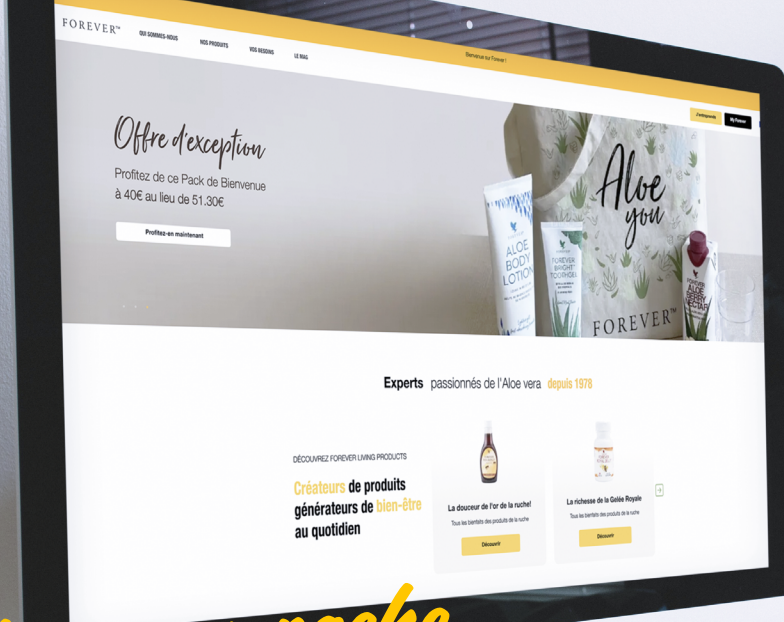 Bienvenue sur Forever !
FOREVER™
QUI SOMMES-NOUS
NOS PRODUITS
VOS BESOINS
LE MAG
J'entreprends
My Forever
Offre d'exception
Profitez de ce Pack de Bienvenue
à 40€ au lieu de 51.30€
Profitez-en maintenant
Aloe
you
FOREVER™
ALOE
BODY
LOTION
FOREVER
BRIGHT
TOOTHGEL
FOREVER
ALOE
BERRY
NECTAR
Experts passionnés de l'Aloe vera depuis 1978
DÉCOUVREZ FOREVER LIVING PRODUCTS
Créateurs de produits
générateurs de bien-être
au quotidien
La douceur de l'or de la ruche!
Tous les bienfaits des produits de la ruche
Découvrir
La richesse de la Gelée Royale
Tous les bienfaits des produits de la ruche
Découvrir